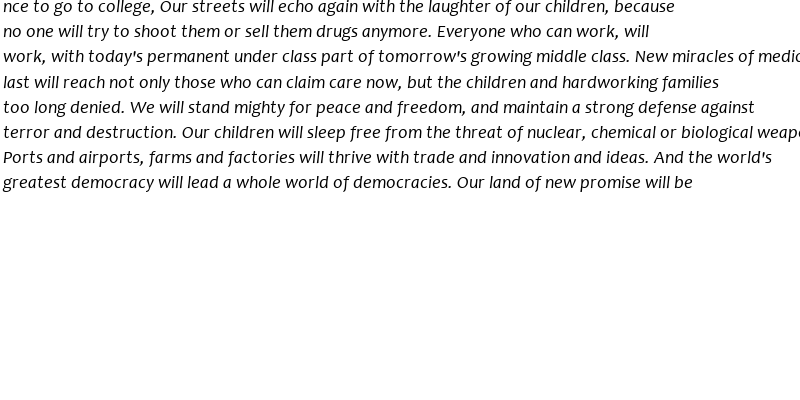 nce to go to college, Our streets will echo again with the laughter of our children, because
no one will try to shoot them or sell them drugs anymore. Everyone who can work, will
work, with today's permanent under class part of tomorrow's growing middle class. New miracles of
last will reach not only those who can claim care now, but the children and hardworking families
too long denied. We will stand mighty for peace and freedom, and maintain a strong defense against
terror and destruction. Our children will sleep free from the threat of nuclear, chemical or biological
Ports and airports, farms and factories will thrive with trade and innovation and ideas. And the world's
greatest democracy will lead a whole world of democracies. Our land of new promise will be